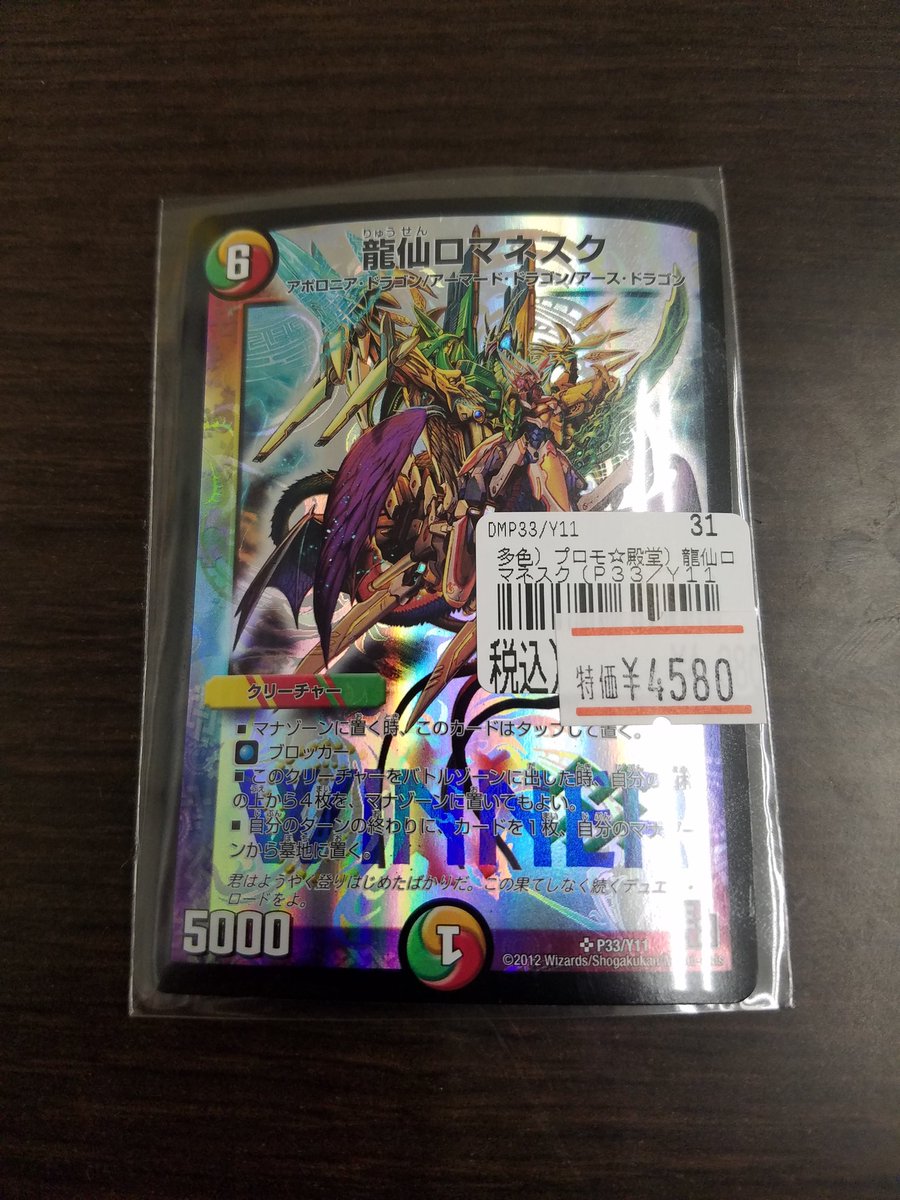 6
りゅうせん
龍仙ロマネスク
アポロニア・ドラゴン/アーマード・ドラゴン/アース・ドラゴン
DMP33/Y11 31
多色)プロモ☆殿堂)龍仙ロ
マネスク(P33/Y11
税込)
特価¥4580
クリーチャー
■マナゾーンに置く時、このカードはタップして置く。
ブロッカー
■このクリーチャーをバトルゾーンに出した時、自分の
の上から4枚を、マナゾーンに置いてもよい。
■自分のターンの終わりに、カードを1枚、自分のマナゾー
ンから墓地に置く。
WINNER
君はようやく登りはじめたばかりだ。この果てしなく続くデュエ
ロードをよ。
5000
1
P33/Y11
©2012 Wizards/Shogakukan